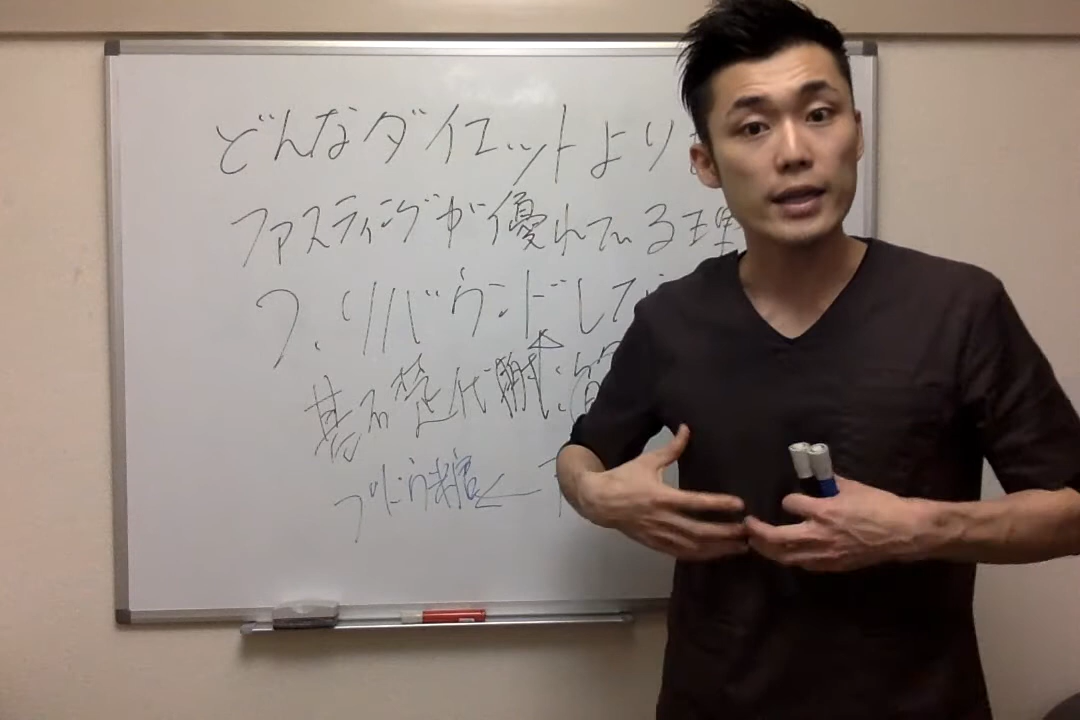 どんなダイエットより
ファスティングが優れている理
7.リバウンドして
基礎代謝:
ブドウ糖←